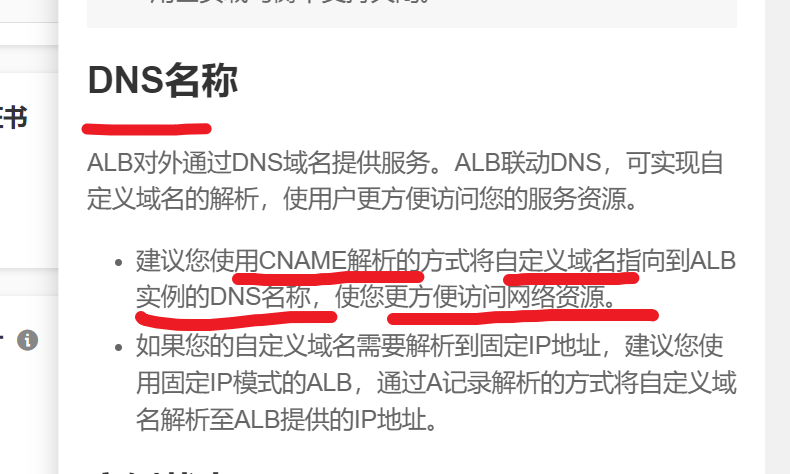 DNS名称
证书
ALB对外通过DNS域名提供服务。ALB联动DNS，可实现自
定义域名的解析，使用户更方便访问您的服务资源。
建议您使用CNAME解析的方式将自定义域名指向到ALB
实例的DNS名称，使您更方便访问网络资源。
如果您的自定义域名需要解析到固定IP地址，建议您使
用固定IP模式的ALB，通过A记录解析的方式将自定义域
名解析至ALB提供的IP地址。